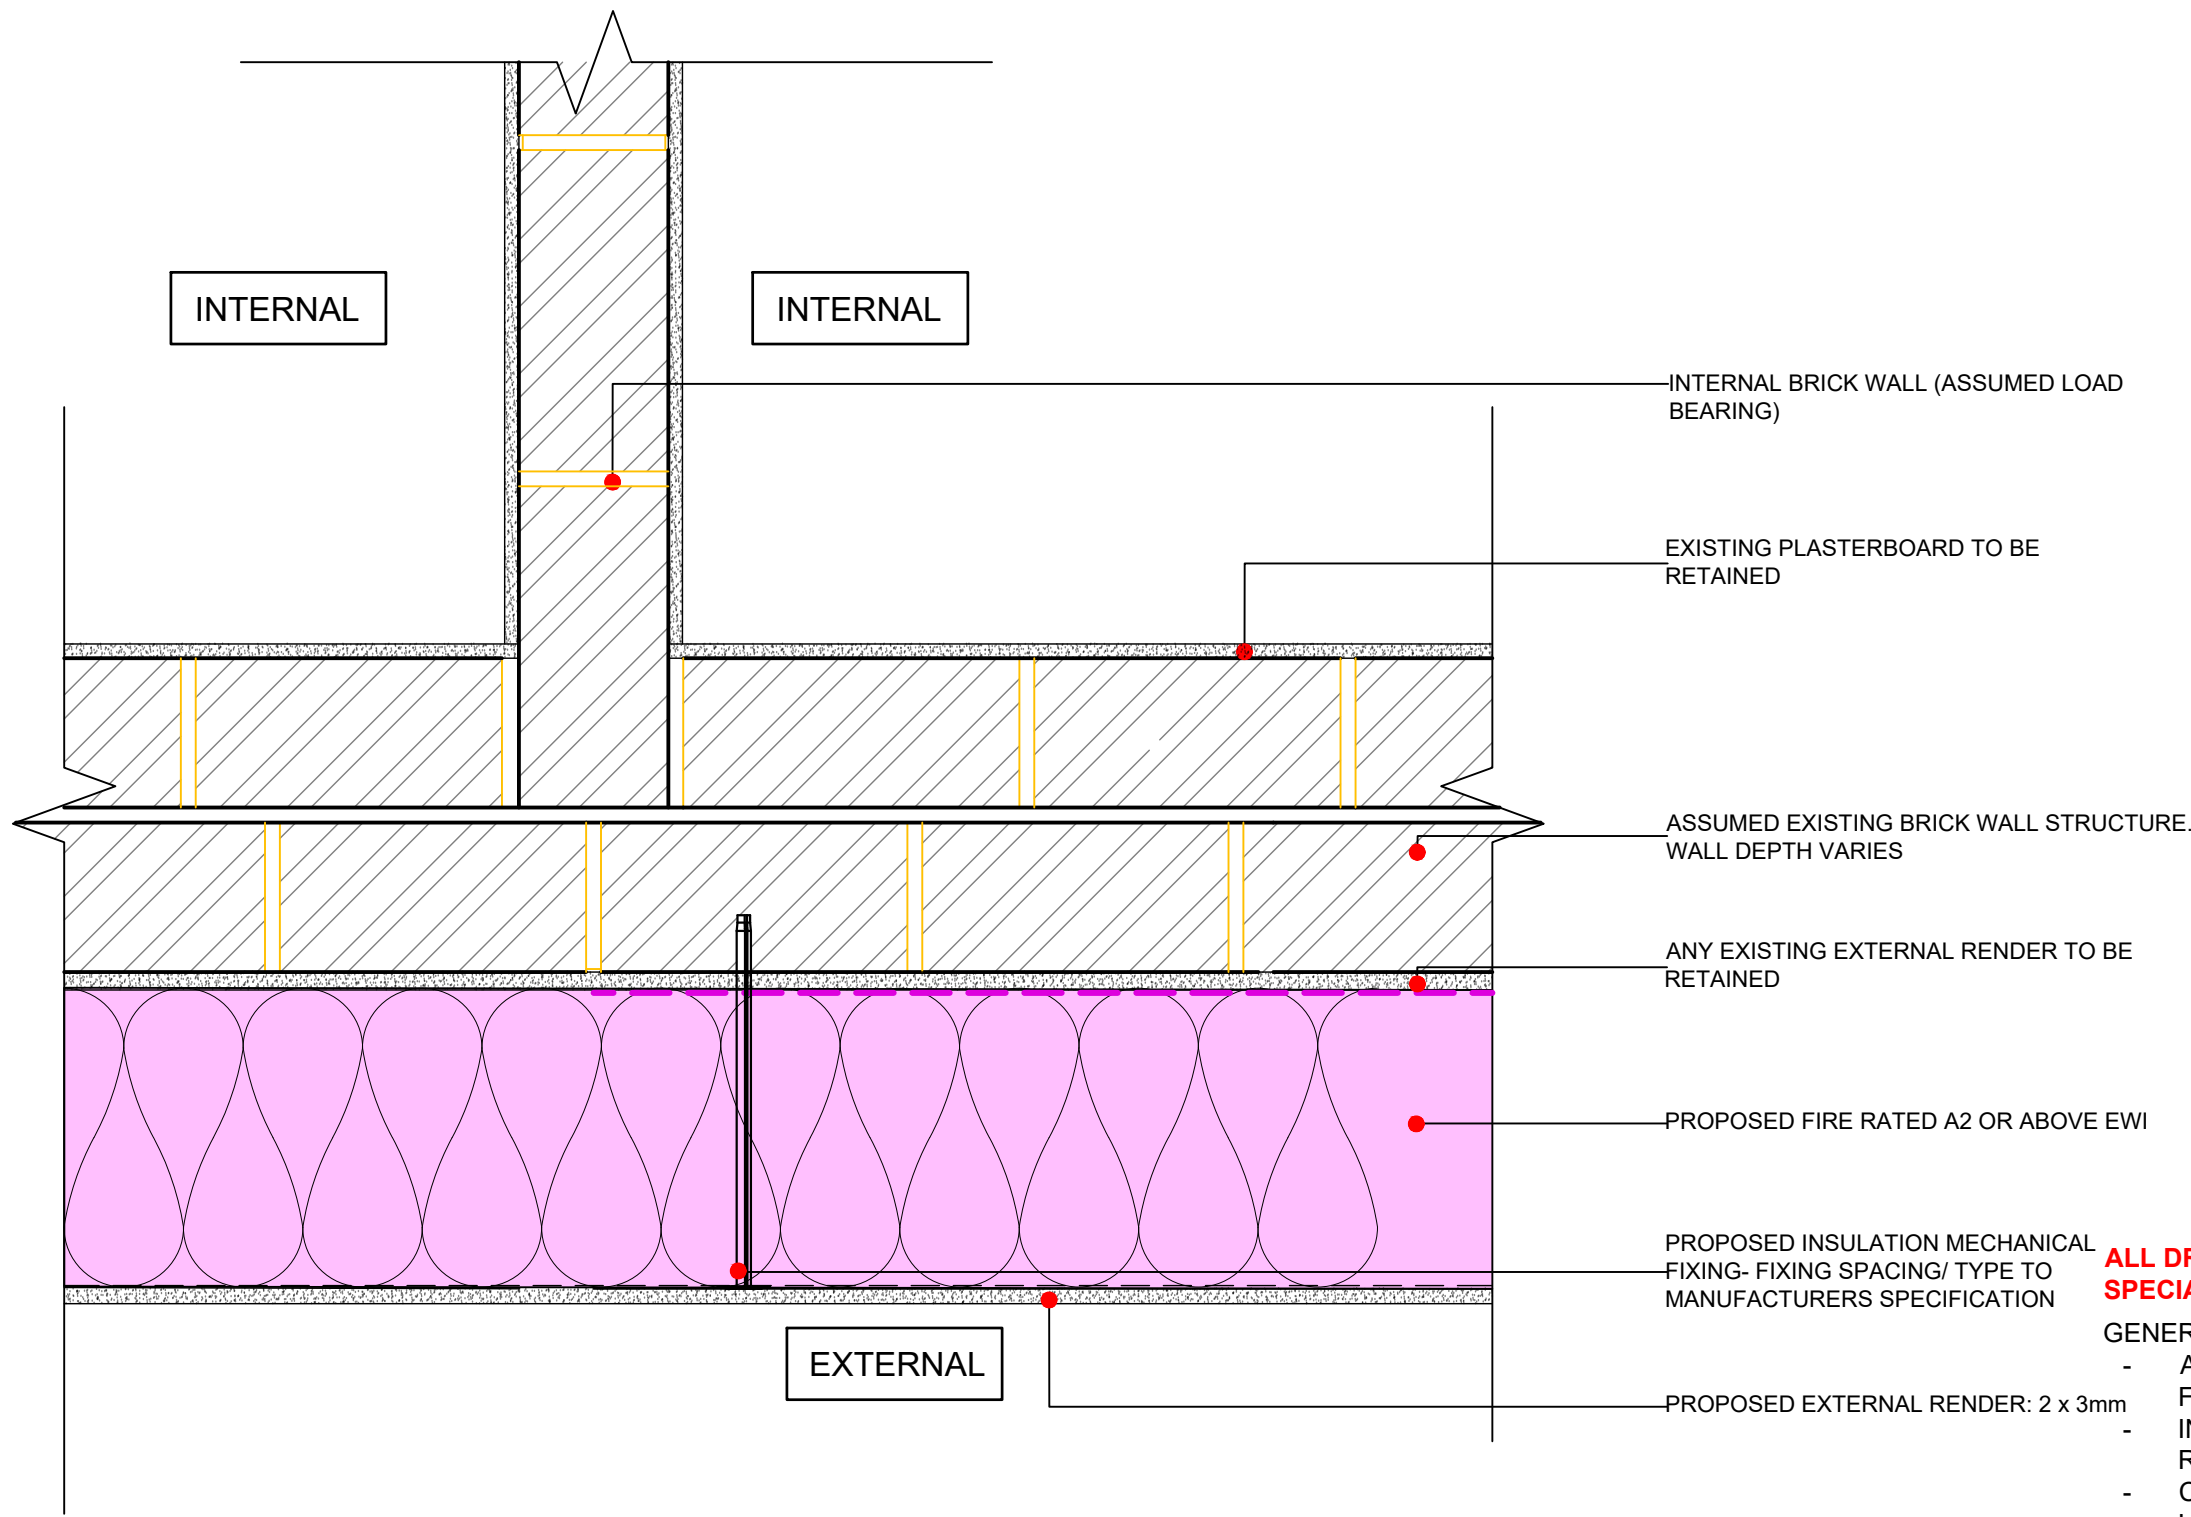 INTERNAL
INTERNAL
INTERNAL BRICK WALL (ASSUMED LOAD
BEARING)
EXISTING PLASTERBOARD TO BE
RETAINED
ASSUMED EXISTING BRICK WALL STRUCTURE.
WALL DEPTH VARIES
ANY EXISTING EXTERNAL RENDER TO BE
RETAINED
PROPOSED FIRE RATED A2 OR ABOVE EWI
PROPOSED INSULATION MECHANICAL
FIXING- FIXING SPACING/ TYPE TO
MANUFACTURERS SPECIFICATION
EXTERNAL
PROPOSED EXTERNAL RENDER: 2 x 3mm
ALL